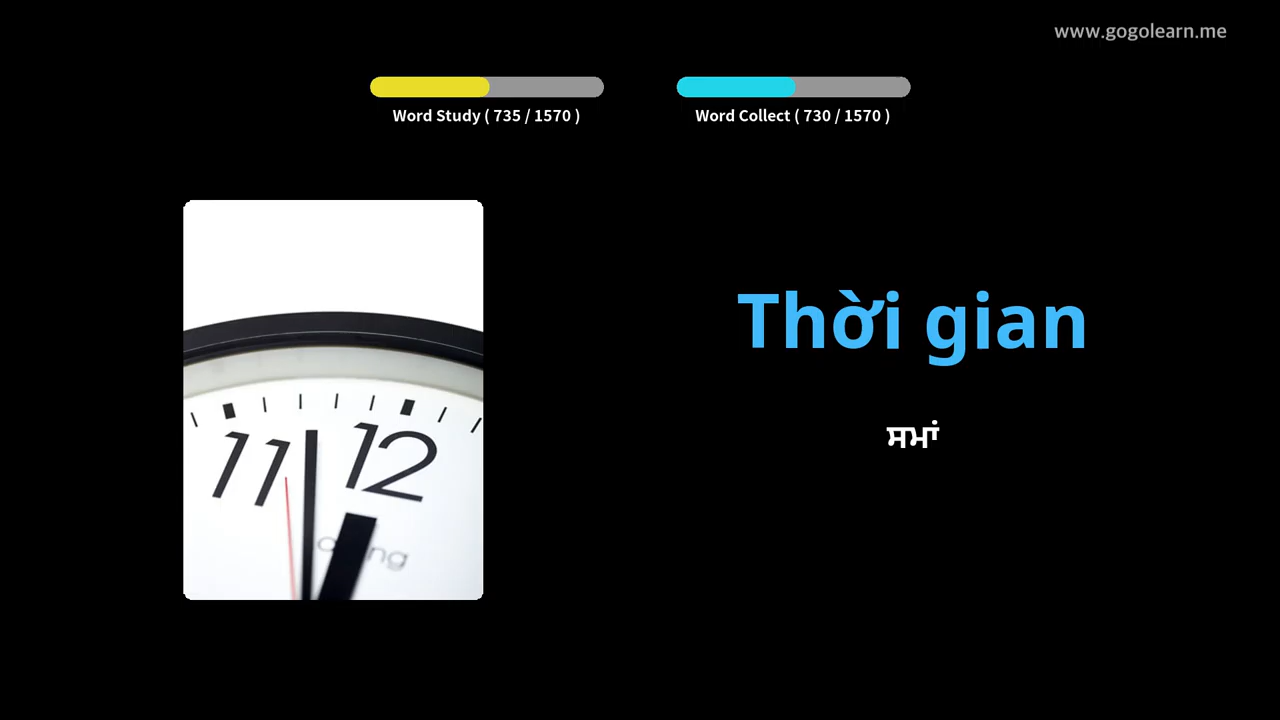 www.gogolearn.me
Word Study ( 735 / 1570 )
Word Collect ( 730 / 1570 )
11
12
Thời gian
ਸਮਾਂ